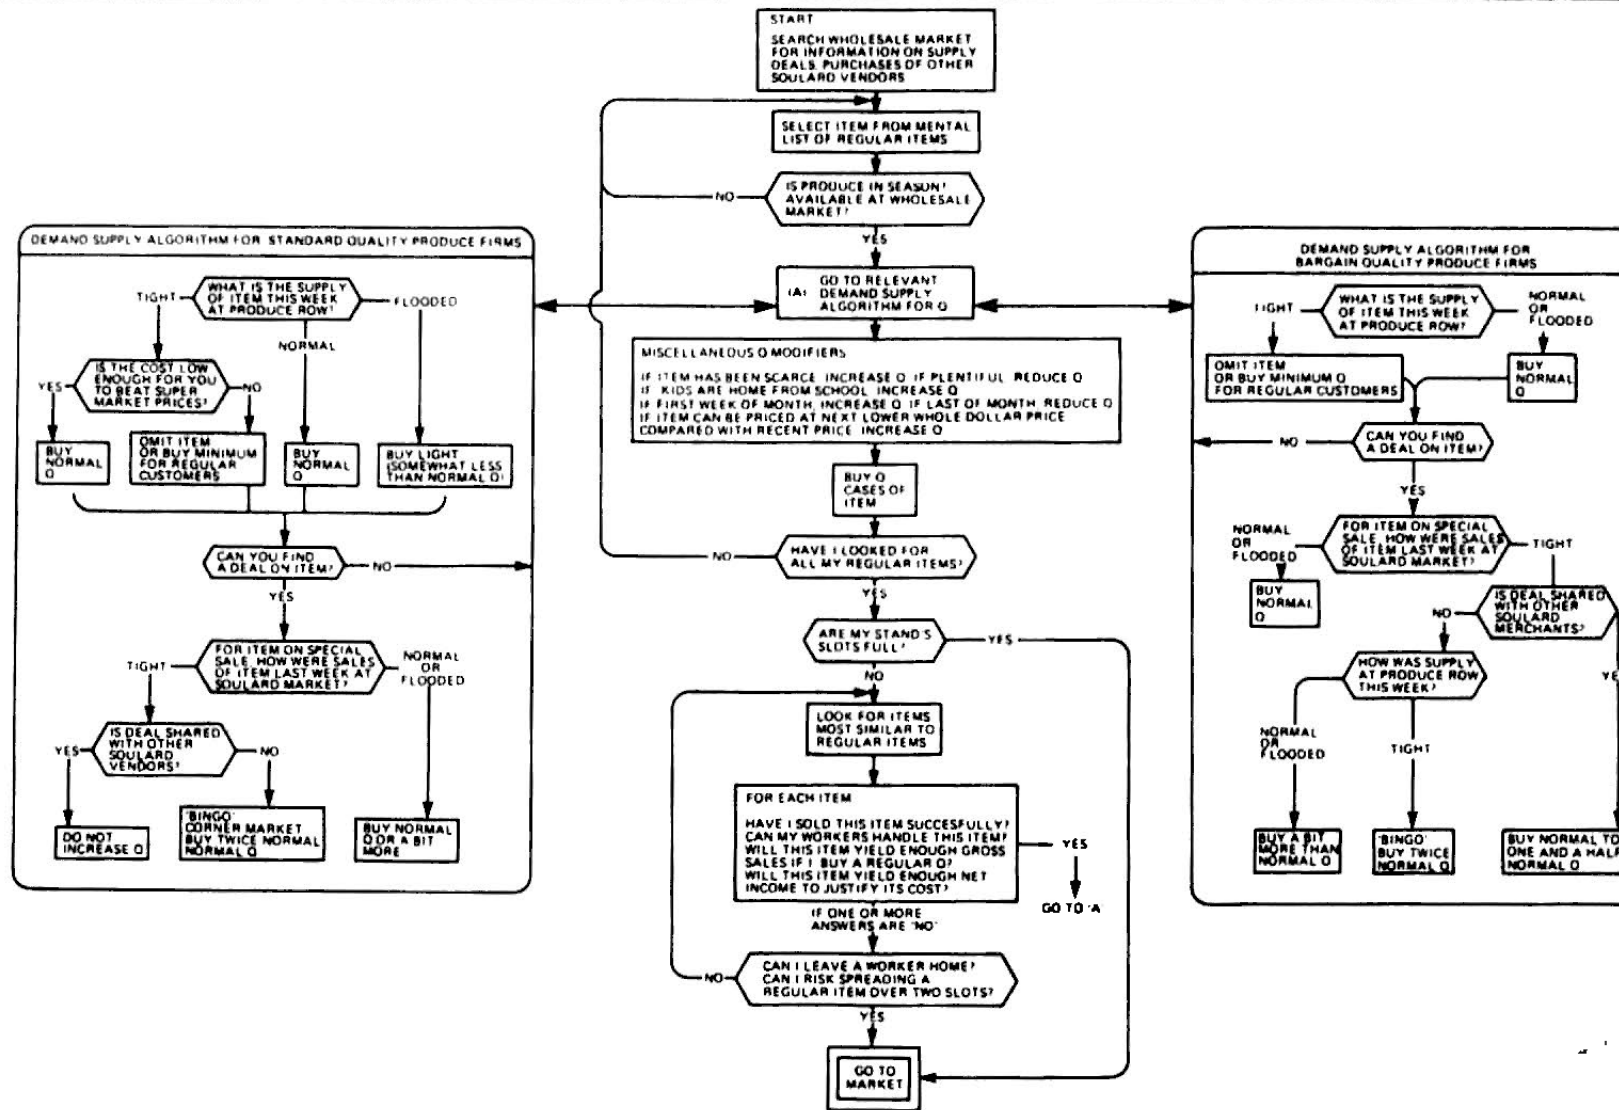 START
SEARCH WHOLESALE MARKET
FOR INFORMATION ON SUPPLY
DEALS, PURCHASES OF OTHER
SOULARD VENDORS
SELECT ITEM FROM MENTAL
LIST OF REGULAR ITEMS
IS PRODUCE IN SEASON?
AVAILABLE AT WHOLESALE
MARKET?
NO
YES
(A)
GO TO RELEVANT
DEMAND SUPPLY
ALGORITHM FOR Q
MISCELLANEOUS Q MODIFIERS
IF ITEM HAS BEEN SCARCE INCREASE Q IF PLENTIFUL REDUCE Q
IF KIDS ARE HOME FROM SCHOOL INCREASE Q
IF FIRST WEEK OF MONTH, INCREASE Q IF LAST OF MONTH REDUCE Q
IF ITEM CAN BE PRICED AT NEXT LOWER WHOLE DOLLAR PRICE
COMPARED WITH RECENT PRICE INCREASE Q
BUY Q
CASES OF
ITEM
HAVE I LOOKED FOR
ALL MY REGULAR ITEMS?
NO
YES
ARE MY STAND'S
SLOTS FULL?
YES
NO
LOOK FOR ITEMS
MOST SIMILAR TO
REGULAR ITEMS
FOR EACH ITEM
HAVE I SOLD THIS ITEM SUCCESFULLY?
CAN MY WORKERS HANDLE THIS ITEM?
WILL THIS ITEM YIELD ENOUGH GROSS
SALES IF I BUY A REGULAR Q?
WILL THIS ITEM YIELD ENOUGH NET
INCOME TO JUSTIFY ITS COST?
YES
GO TO 'A
IF ONE OR MORE
ANSWERS ARE 'NO'
CAN I LEAVE A WORKER HOME?
CAN I RISK SPREADING A
REGULAR ITEM OVER TWO SLOTS?
NO
YES
GO TO
MARKET
DEMAND SUPPLY ALGORITHM FOR STANDARD QUALITY PRODUCE FIRMS
WHAT IS THE SUPPLY
OF ITEM THIS WEEK
AT PRODUCE ROW?
TIGHT
FLOODED
NORMAL
IS THE COST LOW
ENOUGH FOR YOU
TO BEAT SUPER
MARKET PRICES?
YES
NO
BUY
NORMAL
Q
OMIT ITEM
OR BUY MINIMUM
FOR REGULAR
CUSTOMERS
BUY
NORMAL
Q
BUY LIGHT
(SOMEWHAT LESS
THAN NORMAL Q)
CAN YOU FIND
A DEAL ON ITEM?
NO
YES
FOR ITEM ON SPECIAL
SALE, HOW WERE SALES
OF ITEM LAST WEEK AT
SOULARD MARKET?
TIGHT
NORMAL
OR
FLOODED
IS DEAL SHARED
WITH OTHER
SOULARD
VENDORS?
YES
NO
DO NOT
INCREASE Q
'BINGO'
CORNER MARKET
BUY TWICE NORMAL
NORMAL Q
BUY NORMAL
Q OR A BIT
MORE
DEMAND SUPPLY ALGORITHM FOR
BARGAIN QUALITY PRODUCE FIRMS
WHAT IS THE SUPPLY
OF ITEM THIS WEEK
AT PRODUCE ROW?
TIGHT
NORMAL
OR
FLOODED
OMIT ITEM
OR BUY MINIMUM Q
FOR REGULAR CUSTOMERS
BUY
NORMAL
Q
CAN YOU FIND
A DEAL ON ITEM?
NO
YES
FOR ITEM ON SPECIAL
SALE, HOW WERE SALES
OF ITEM LAST WEEK AT
SOULARD MARKET?
NORMAL
OR
FLOODED
TIGHT
BUY
NORMAL
Q
IS DEAL SHARED
WITH OTHER
SOULARD
MERCHANTS?
NO
YE
HOW WAS SUPPLY
AT PRODUCE ROW
THIS WEEK?
NORMAL
OR
FLOODED
TIGHT
BUY A BIT
MORE THAN
NORMAL Q
'BINGO'
BUY TWICE
NORMAL Q
BUY NORMAL TO
ONE AND A HALF
NORMAL Q